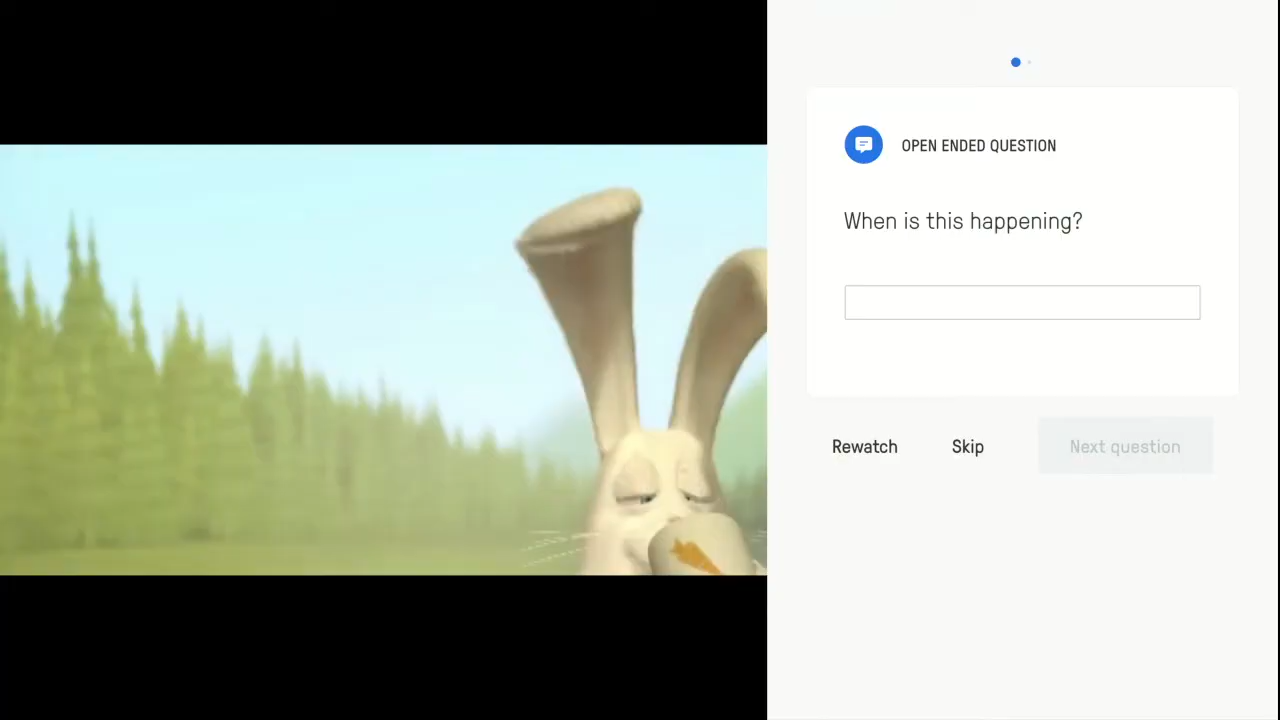 OPEN ENDED QUESTION
When is this happening?
Rewatch
Skip
Next question